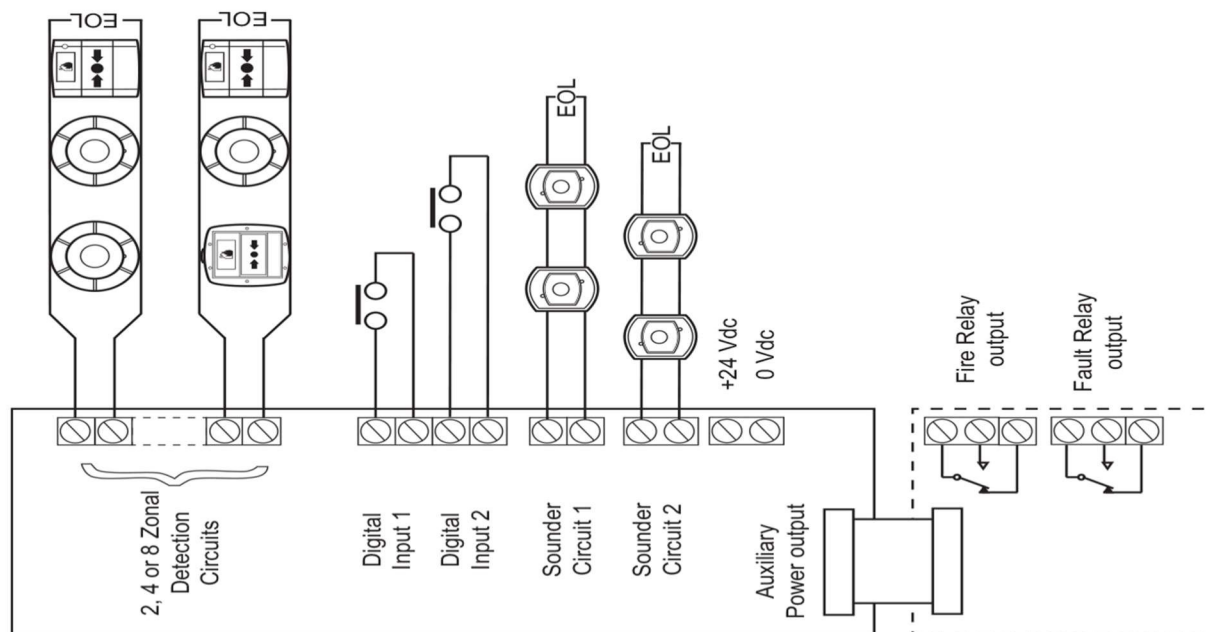 EOL
EOL
EOL
EOL
+24 Vdc
0 Vdc
Fire Relay
output
Fault Relay
output
2, 4 or 8 Zonal
Detection
Circuits
Digital
Input 1
Digital
Input 2
Sounder
Circuit 1
Sounder
Circuit 2
Auxiliary
Power output